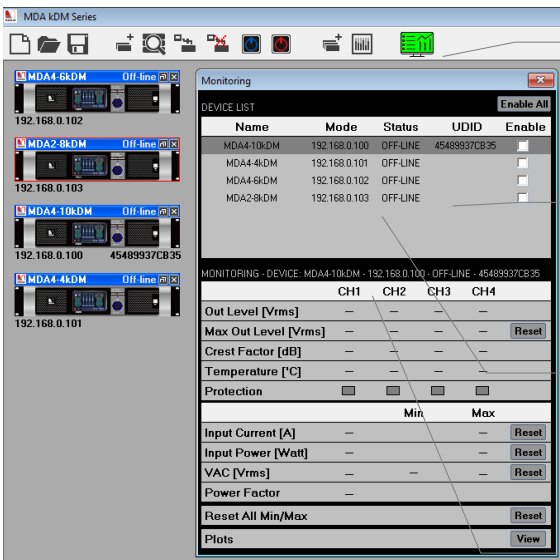 MDA kDM Series
MDA4-6kDM Off-line
192.168.0.102
MDA2-8kDM Off-line
192.168.0.103
MDA4-10kDM Off-line
192.168.0.100 45489937CB35
MDA4-4kDM Off-line
192.168.0.101
Monitoring
DEVICE LIST Enable All
Name Mode Status UDID Enable
MDA4-10kDM 192.168.0.100 OFF-LINE 45489937CB35
MDA4-4kDM 192.168.0.101 OFF-LINE
MDA4-6kDM 192.168.0.102 OFF-LINE
MDA2-8kDM 192.168.0.103 OFF-LINE
MONITORING - DEVICE: MDA4-10kDM - 192.168.0.100 - OFF-LINE - 45489937CB35
CH1 CH2 CH3 CH4
Out Level [Vrms] – – – –
Max Out Level [Vrms] – – – – Reset
Crest Factor [dB] – – – –
Temperature [°C] – – – –
Protection
Min Max
Input Current [A] – – Reset
Input Power [Watt] – – Reset
VAC [Vrms] – – – Reset
Power Factor –
Reset All Min/Max Reset
Plots View